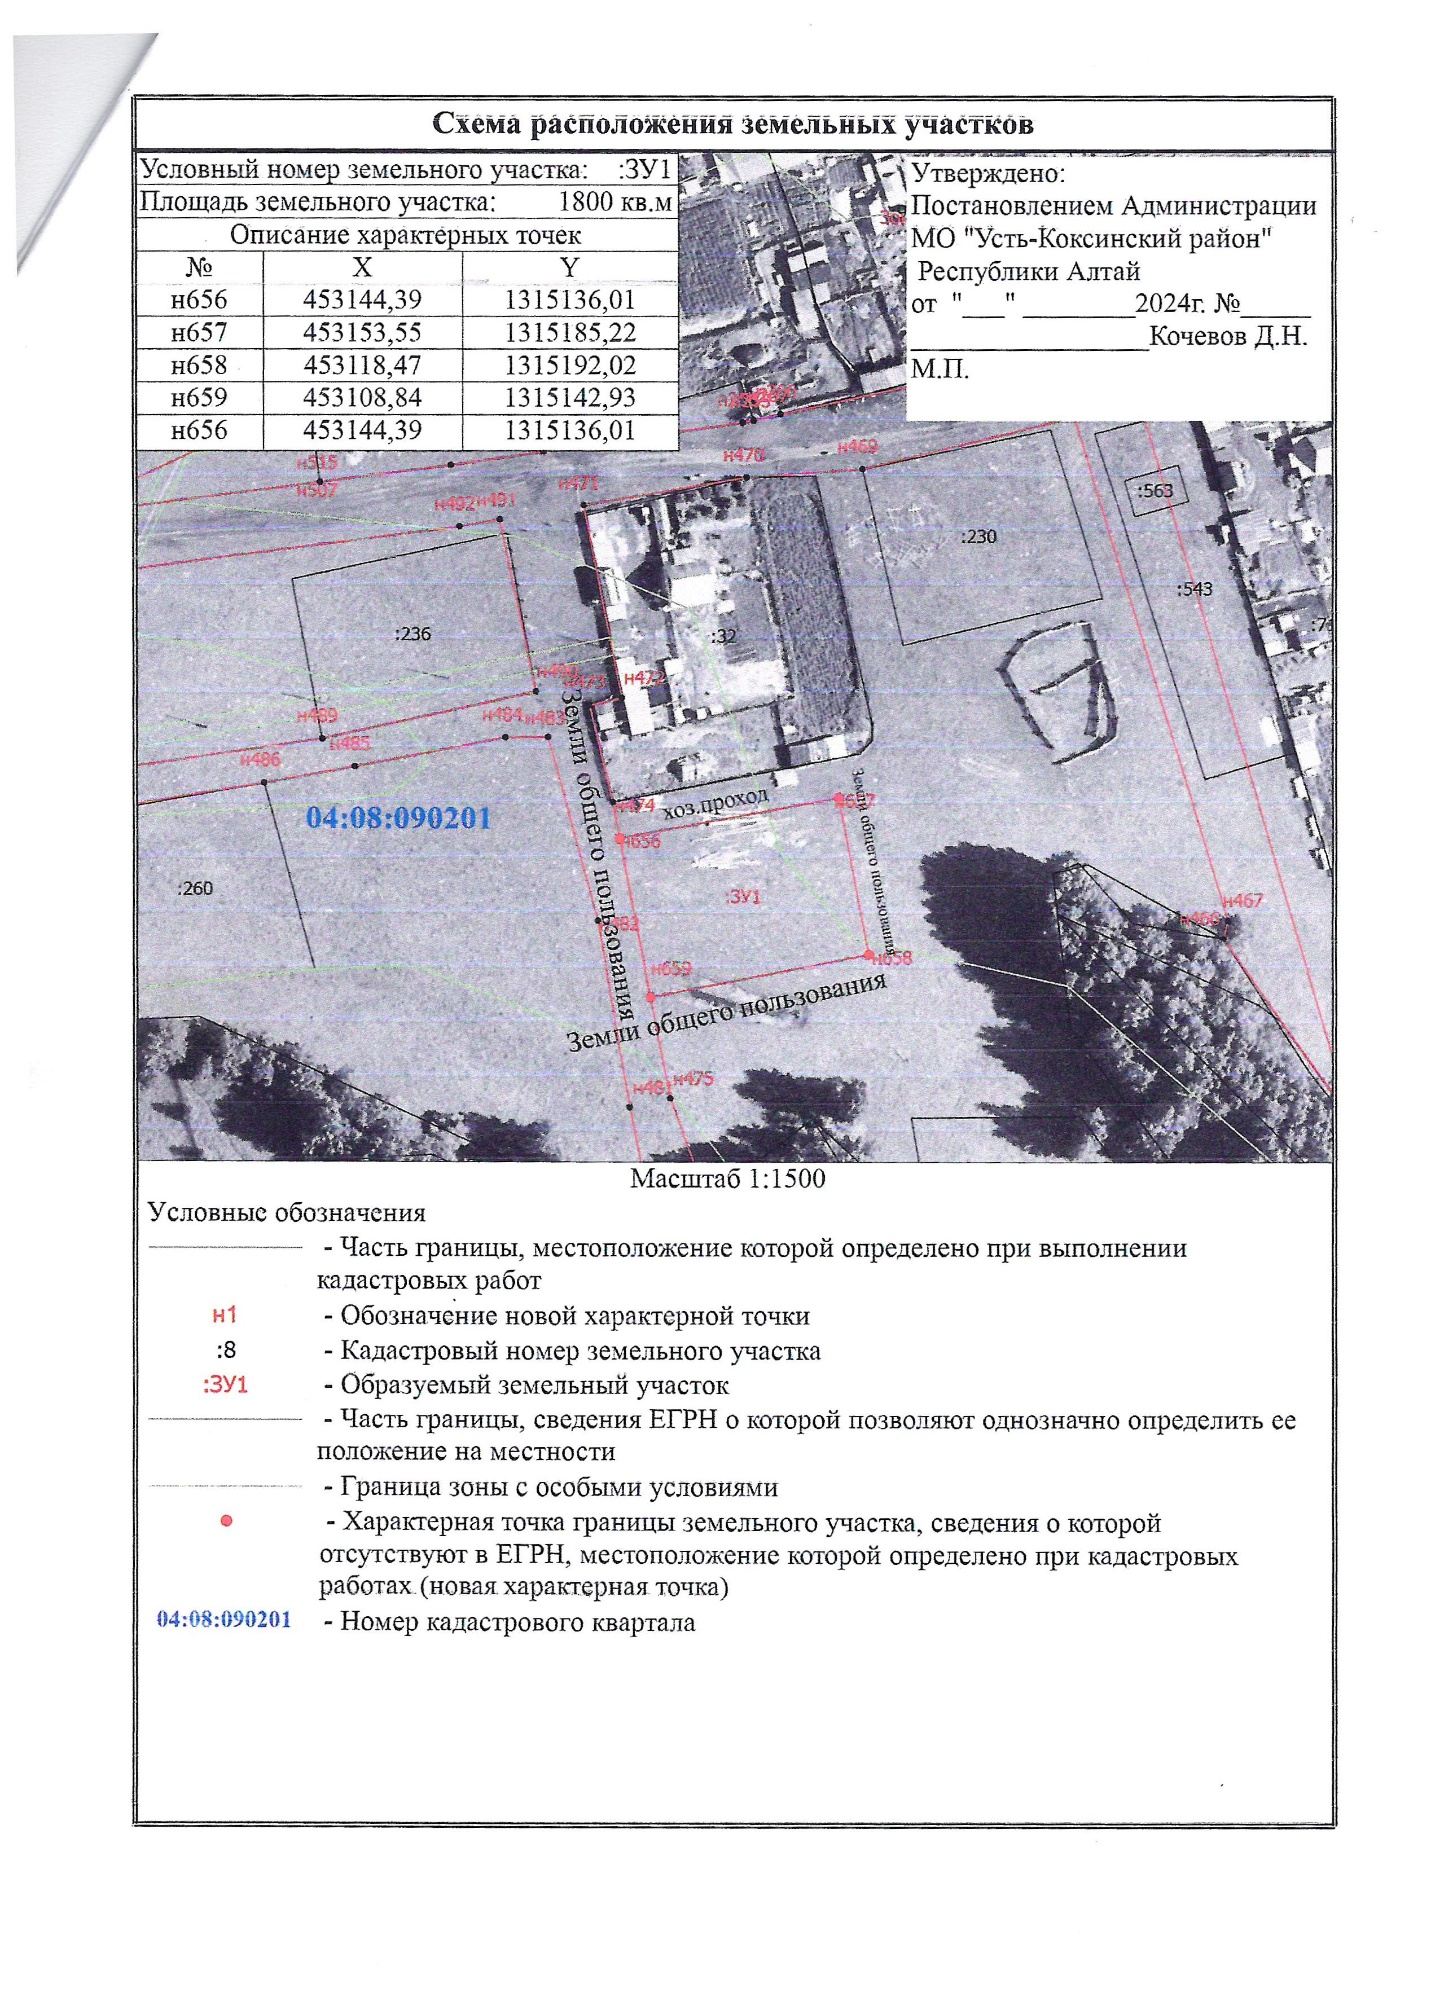 Схема расположения земельных участков
Условный номер земельного участка: :ЗУ1
Площадь земельного участка: 1800 кв.м
Описание характерных точек
№ X Y
н656 453144,39 1315136,01
н657 453153,55 1315185,22
н658 453118,47 1315192,02
н659 453108,84 1315142,93
н656 453144,39 1315136,01
Утверждено:
Постановлением Администрации
МО "Усть-Коксинский район"
Республики Алтай
от "___" ________2024г. №_____
_________________Кочевов Д.Н.
М.П.
н515
н507
н492
н491
н471
н470
н469
:563
:230
:543
:236
:32
н472
н489
н484
н483
н485
н486
н474
хоз.проход
н657
04:08:090201
н656
:260
:ЗУ1
н467
н466
н482
Земли общего пользования
Земли общего пользования
н659
н658
Земли общего пользования
н481
н475
Масштаб 1:1500
Условные обозначения
- Часть границы, местоположение которой определено при выполнении
кадастровых работ
н1 - Обозначение новой характерной точки
:8 - Кадастровый номер земельного участка
:ЗУ1 - Образуемый земельный участок
- Часть границы, сведения ЕГРН о которой позволяют однозначно определить ее
положение на местности
- Граница зоны с особыми условиями
- Характерная точка границы земельного участка, сведения о которой
отсутствуют в ЕГРН, местоположение которой определено при кадастровых
работах (новая характерная точка)
04:08:090201 - Номер кадастрового квартала